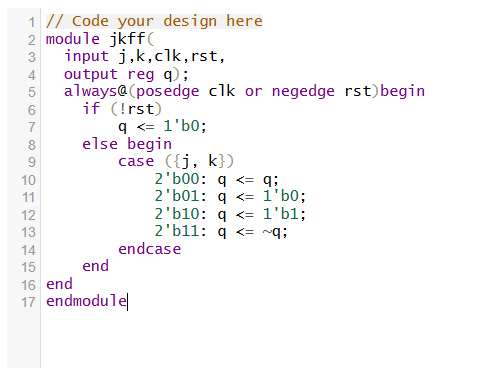 1 // Code your design here
2 module jkff(
3 input j,k,clk,rst,
4 output reg q);
5 always@(posedge clk or negedge rst)begin
6 if (!rst)
7 q <= 1'b0;
8 else begin
9 case ({j, k})
10 2'b00: q <= q;
11 2'b01: q <= 1'b0;
12 2'b10: q <= 1'b1;
13 2'b11: q <= ~q;
14 endcase
15 end
16 end
17 endmodule